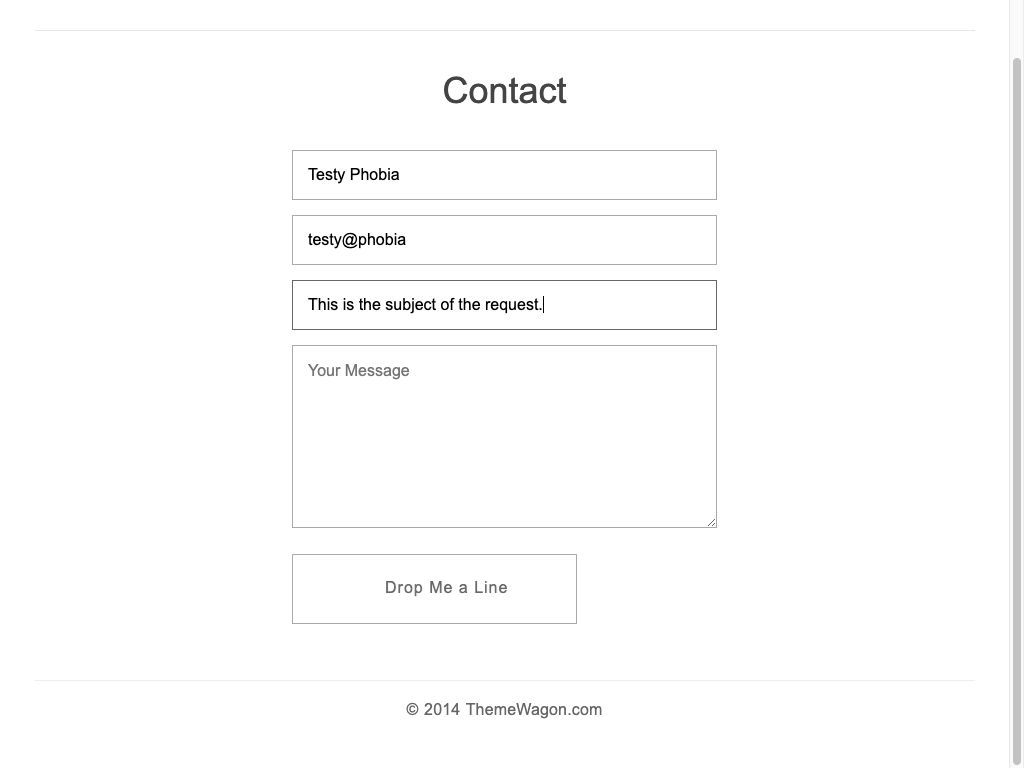 Contact
Testy Phobia
testy@phobia
This is the subject of the request.
Your Message
Drop Me a Line
© 2014 ThemeWagon.com